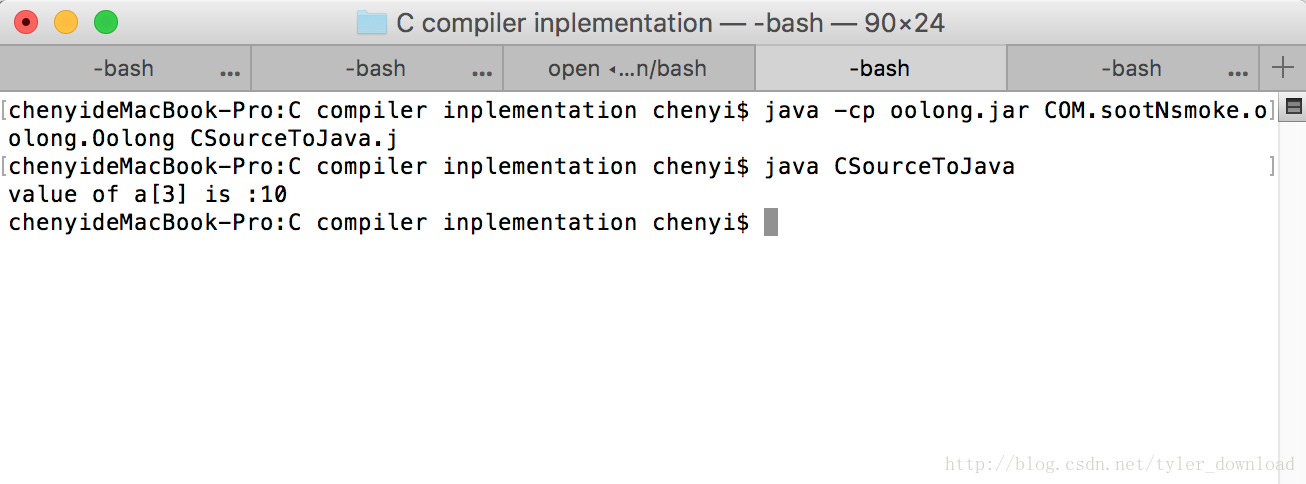 C compiler inplementation — -bash — 90×24
-bash ... -bash ... open ◂...n/bash -bash -bash ... +
[chenyideMacBook-Pro:C compiler inplementation chenyi$ java -cp oolong.jar COM.sootNsmoke.o]
olong.Oolong CSourceToJava.j
[chenyideMacBook-Pro:C compiler inplementation chenyi$ java CSourceToJava ]
value of a[3] is :10
chenyideMacBook-Pro:C compiler inplementation chenyi$
http://blog.csdn.net/tyler_download